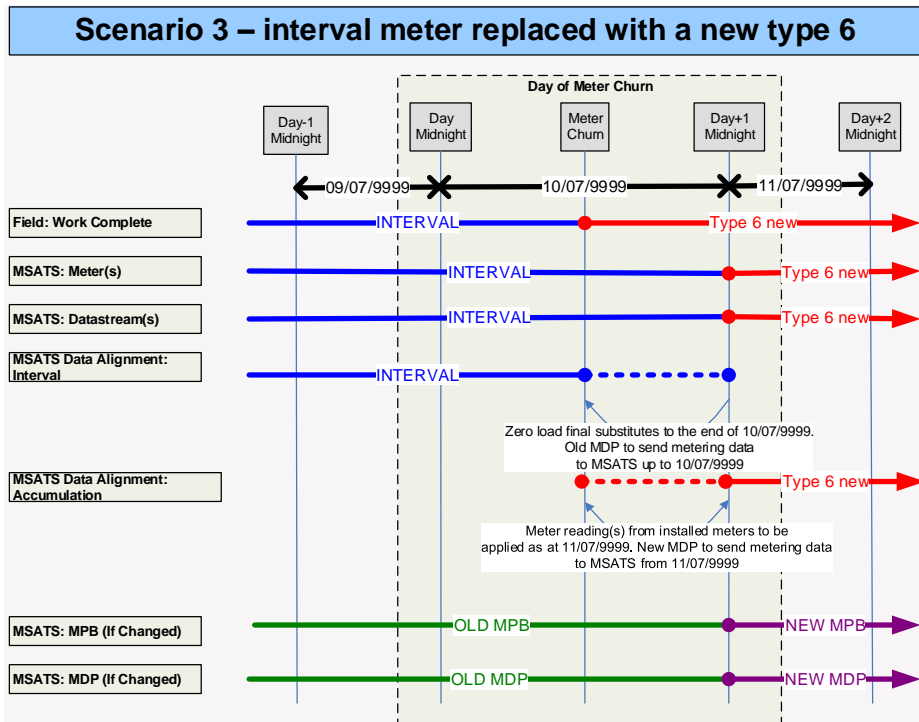 Scenario 3 – interval meter replaced with a new type 6
Day of Meter Churn
Day-1
Midnight
Day
Midnight
Meter
Churn
Day+1
Midnight
Day+2
Midnight
09/07/9999
10/07/9999
11/07/9999
Field: Work Complete
INTERVAL
Type 6 new
MSATS: Meter(s)
INTERVAL
Type 6 new
MSATS: Datastream(s)
INTERVAL
Type 6 new
MSATS Data Alignment:
Interval
INTERVAL
Zero load final substitutes to the end of 10/07/9999.
Old MDP to send metering data
to MSATS up to 10/07/9999
MSATS Data Alignment:
Accumulation
Type 6 new
Meter reading(s) from installed meters to be
applied as at 11/07/9999. New MDP to send metering data
to MSATS from 11/07/9999
MSATS: MPB (If Changed)
OLD MPB
NEW MPB
MSATS: MDP (If Changed)
OLD MDP
NEW MDP